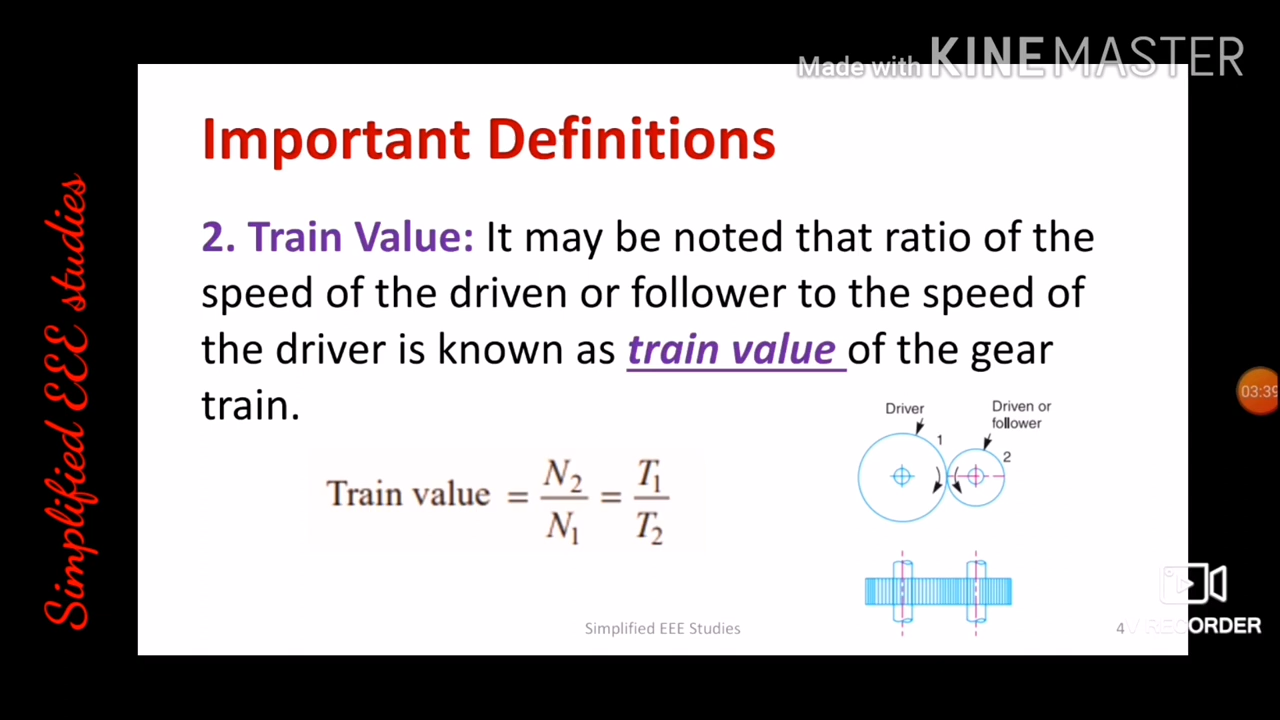 Made with KINEMASTER
Important Definitions
Simplified EEE studies
2. Train Value: It may be noted that ratio of the
speed of the driven or follower to the speed of
the driver is known as train value of the gear
train.
03:39
Driver
Driven or
follower
1
2
Train value = N₂/N₁ = T₁/T₂
Simplified EEE Studies
4
RECORDER